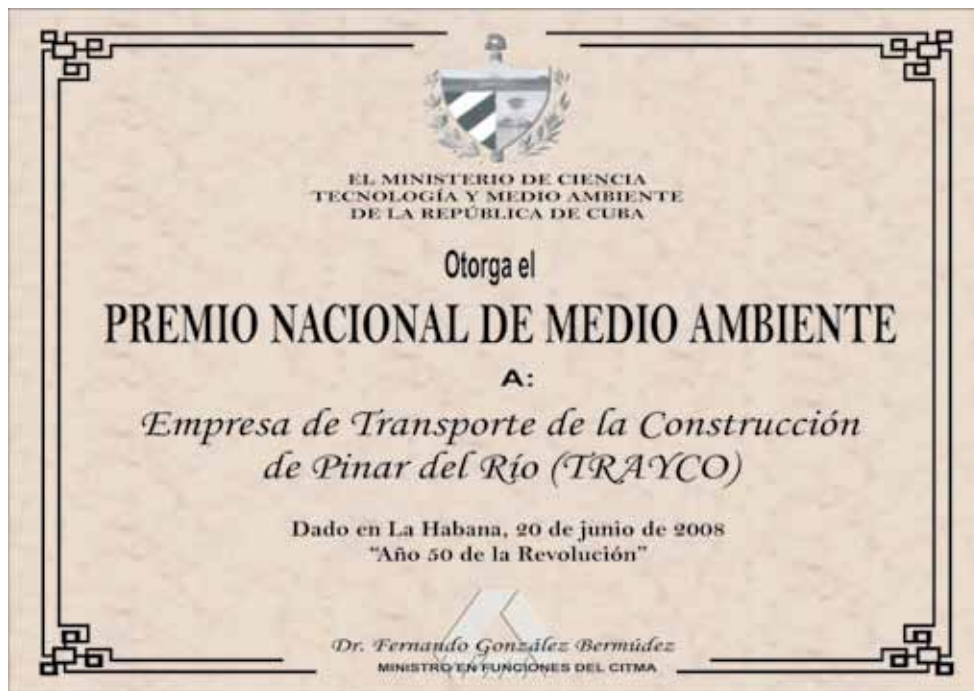 EL MINISTERIO DE CIENCIA
TECNOLOGÍA Y MEDIO AMBIENTE
DE LA REPÚBLICA DE CUBA
Otorga el
PREMIO NACIONAL DE MEDIO AMBIENTE
A:
Empresa de Transporte de la Construcción
de Pinar del Río (TRAYCO)
Dado en La Habana, 20 de junio de 2008
"Año 50 de la Revolución"
Dr. Fernando González Bermúdez
MINISTRO EN FUNCIONES DEL CITMA